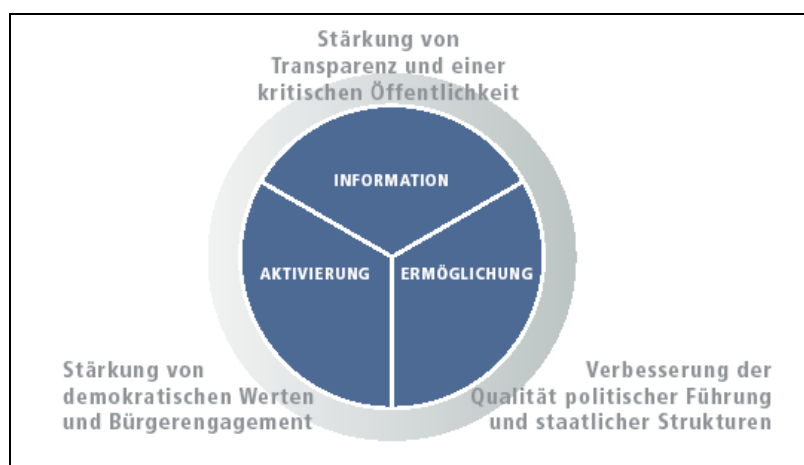 Stärkung von
Transparenz und einer
kritischen Öffentlichkeit
INFORMATION
AKTIVIERUNG
ERMÖGLICHUNG
Stärkung von
demokratischen Werten
und Bürgerengagement
Verbesserung der
Qualität politischer Führung
und staatlicher Strukturen